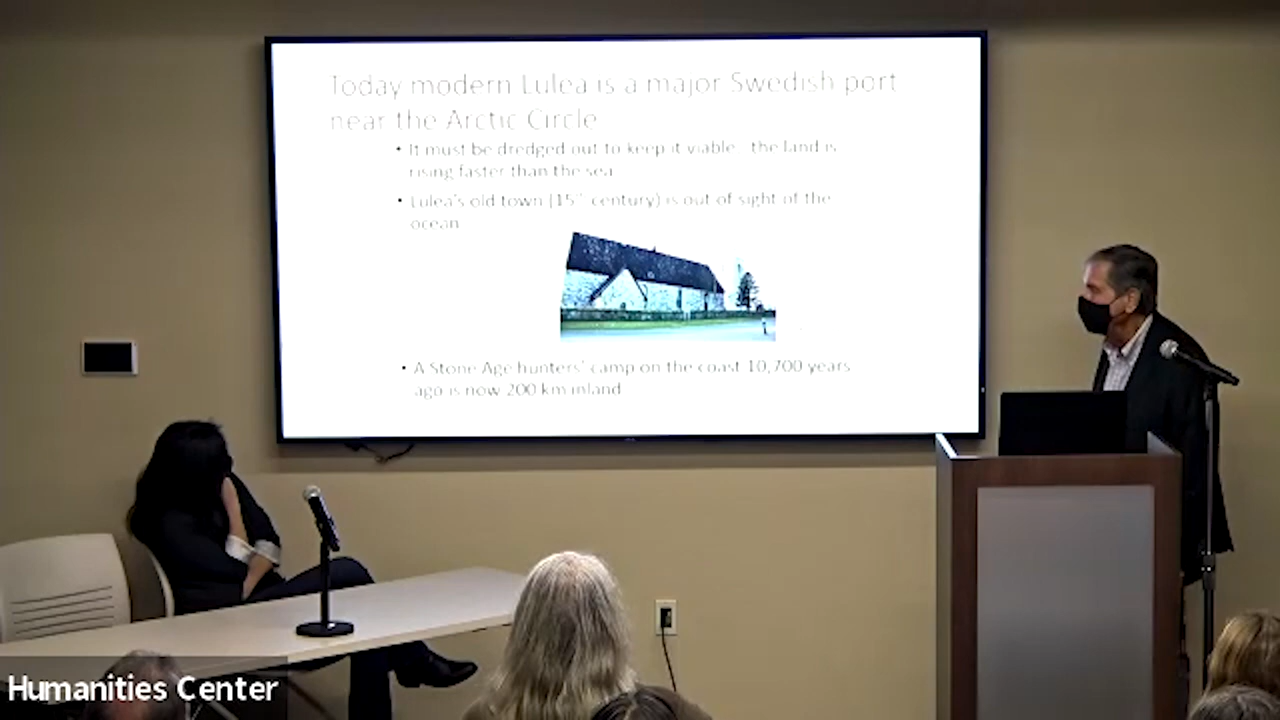 Today modern Lulea is a major Swedish port
near the Arctic Circle
• It must be dredged out to keep it viable - the land is
rising faster than the sea
• Lulea's old town (15th century) is out of sight of the
ocean
• A Stone Age hunters' camp on the coast 10,700 years
ago is now 200 km inland
Humanities Center